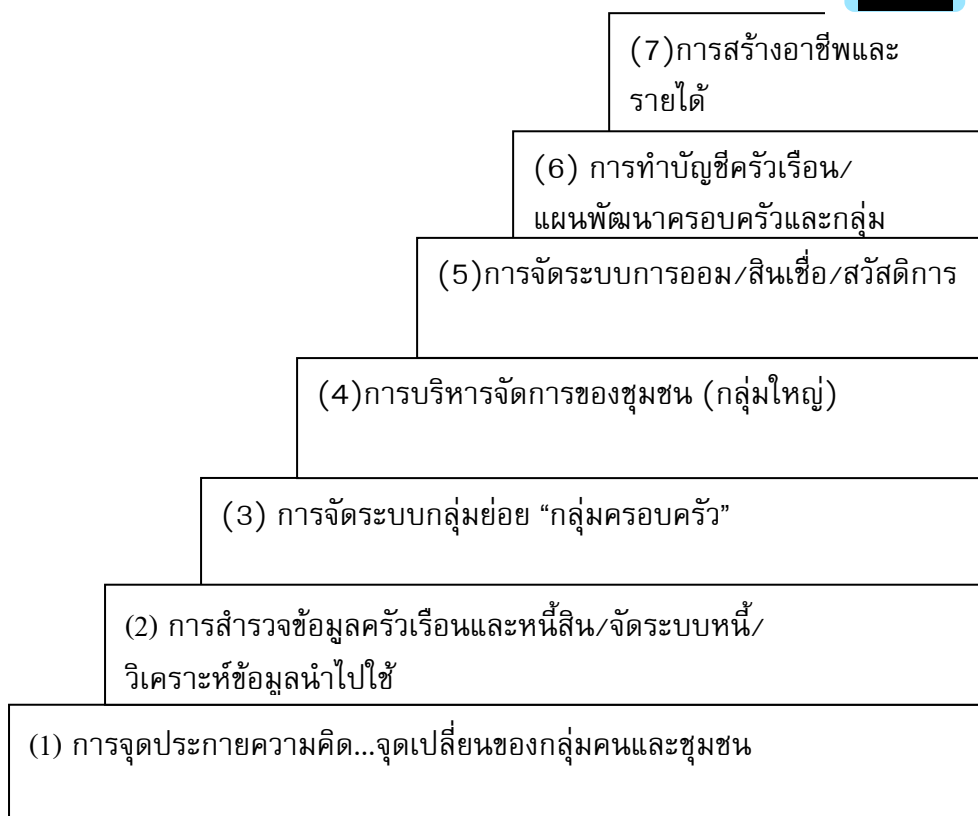 (7)การสร้างอาชีพและ
รายได้
(6) การทำบัญชีครัวเรือน/
แผนพัฒนาครอบครัวและกลุ่ม
(5)การจัดระบบการออม/สินเชื่อ/สวัสดิการ
(4)การบริหารจัดการของชุมชน (กลุ่มใหญ่)
(3) การจัดระบบกลุ่มย่อย “กลุ่มครอบครัว”
(2) การสำรวจข้อมูลครัวเรือนและหนี้สิน/จัดระบบหนี้/
วิเคราะห์ข้อมูลนำไปใช้
(1) การจุดประกายความคิด...จุดเปลี่ยนของกลุ่มคนและชุมชน